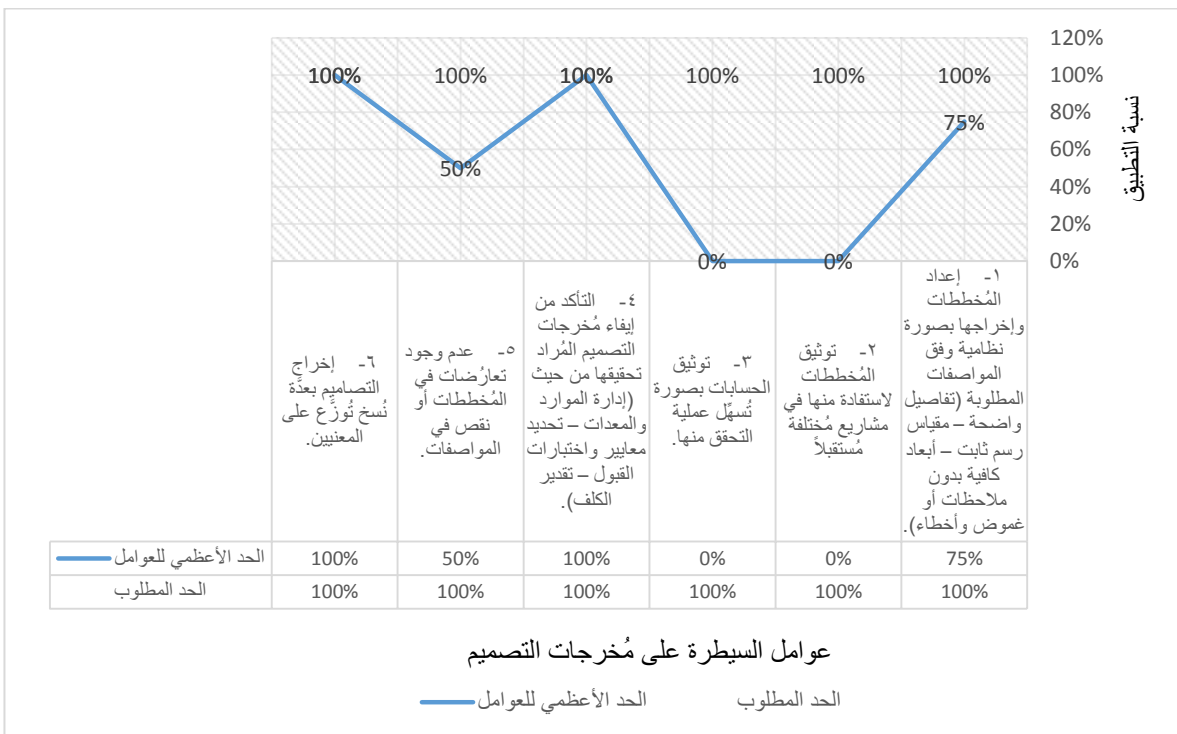 120%
100%
80%
60%
40%
20%
0%
نسبة التطبيق
100%
100%
100%
100%
100%
100%
75%
0%
0%
100%
50%
100%
١- إعداد
المُخططات
وإخراجها بصورة
نظامية وفق
المواصفات
المطلوبة (تفاصيل
واضحة – مقياس
رسم ثابت – أبعاد
كافية بدون
ملاحظات أو
غموض وأخطاء).
٢- توثيق
المُخططات
لاستفادة منها في
مشاريع مُختلفة
مُستقبلاً
٣- توثيق
الحسابات بصورة
تُسهِّل عملية
التحقق منها.
٤- التأكد من
إيفاء مُخرجات
التصميم المُراد
تحقيقها من حيث
(إدارة الموارد
والمعدات – تحديد
معايير واختبارات
القبول – تقدير
الكلف).
٥- عدم وجود
تعارُضات في
المُخططات أو
نقص في
المواصفات.
٦- إخراج
التصاميم بعدَّة
نُسخ تُوزَّع على
المعنيين.
الحد الأعظمي للعوامل 100% 50% 100% 0% 0% 75%
الحد المطلوب 100% 100% 100% 100% 100% 100%
عوامل السيطرة على مُخرجات التصميم
الحد المطلوب الحد الأعظمي للعوامل